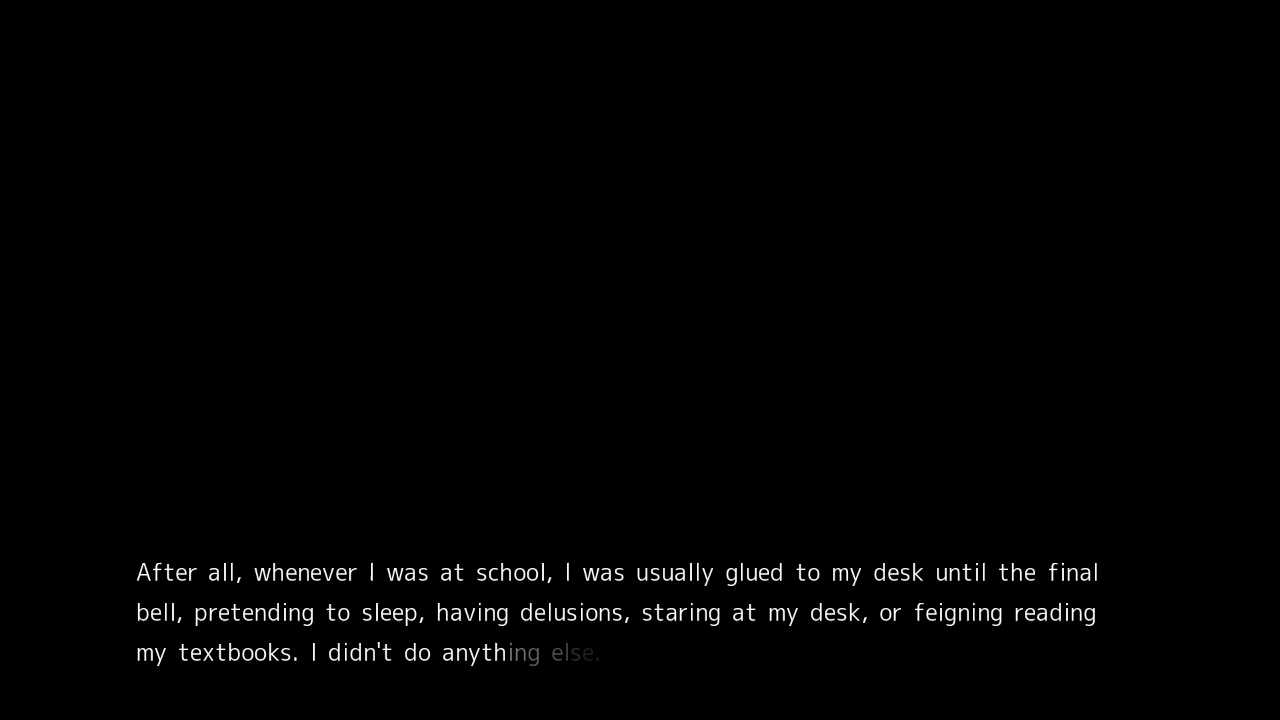 After all, whenever I was at school, I was usually glued to my desk until the final
bell, pretending to sleep, having delusions, staring at my desk, or feigning reading
my textbooks. I didn't do anything else.